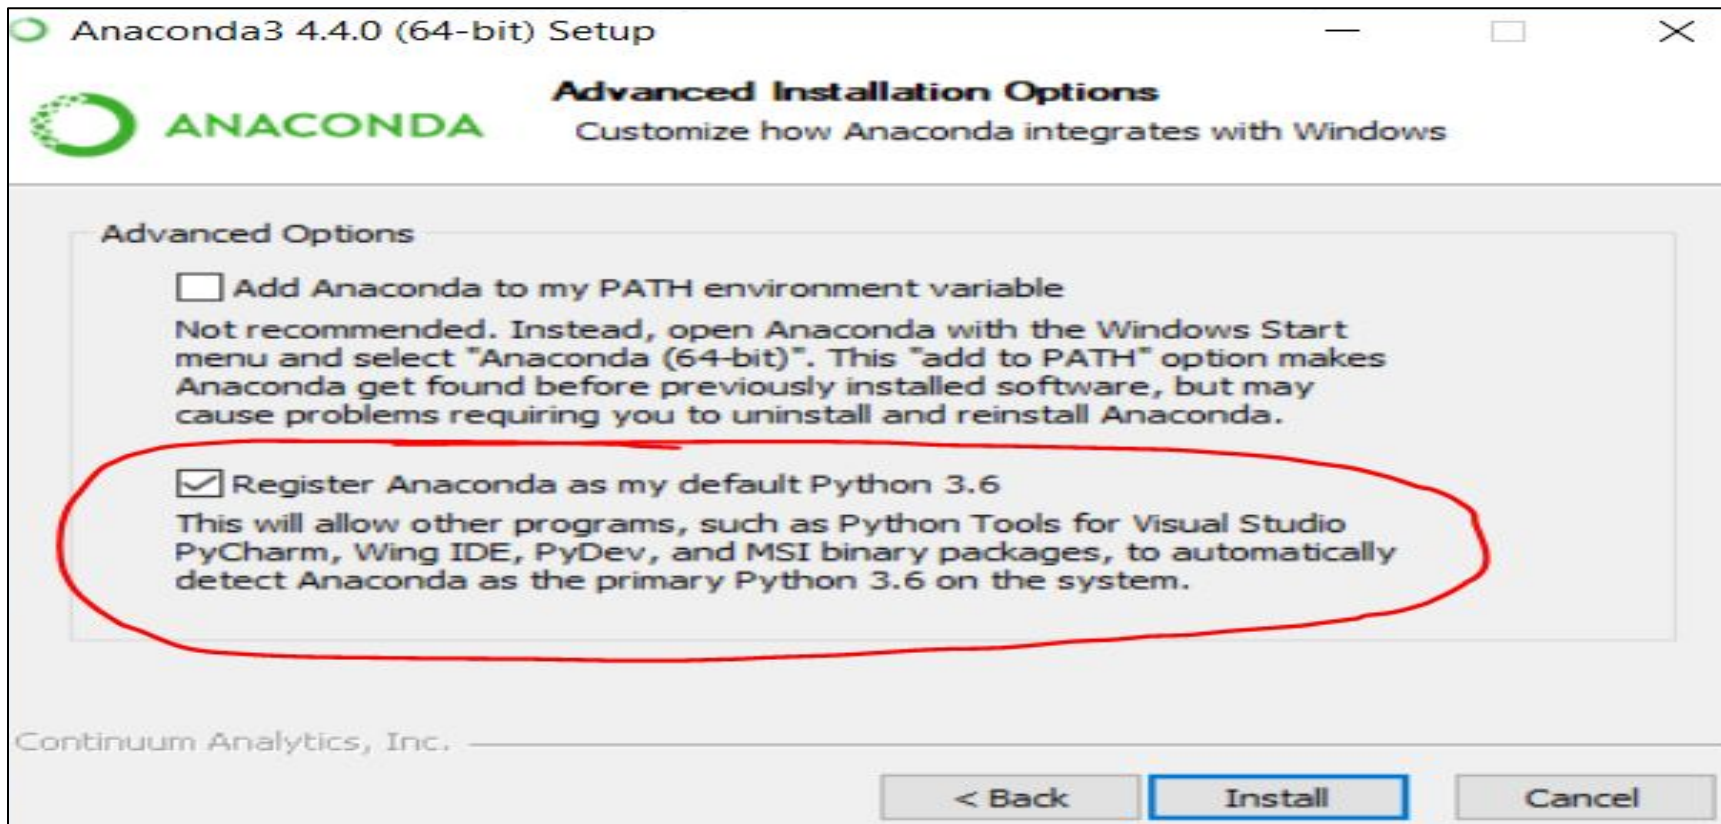 Anaconda3 4.4.0 (64-bit) Setup
ANACONDA
Advanced Installation Options
Customize how Anaconda integrates with Windows
Advanced Options
Add Anaconda to my PATH environment variable
Not recommended. Instead, open Anaconda with the Windows Start
menu and select "Anaconda (64-bit)". This "add to PATH" option makes
Anaconda get found before previously installed software, but may
cause problems requiring you to uninstall and reinstall Anaconda.
Register Anaconda as my default Python 3.6
This will allow other programs, such as Python Tools for Visual Studio
PyCharm, Wing IDE, PyDev, and MSI binary packages, to automatically
detect Anaconda as the primary Python 3.6 on the system.
Continuum Analytics, Inc.
< Back Install Cancel